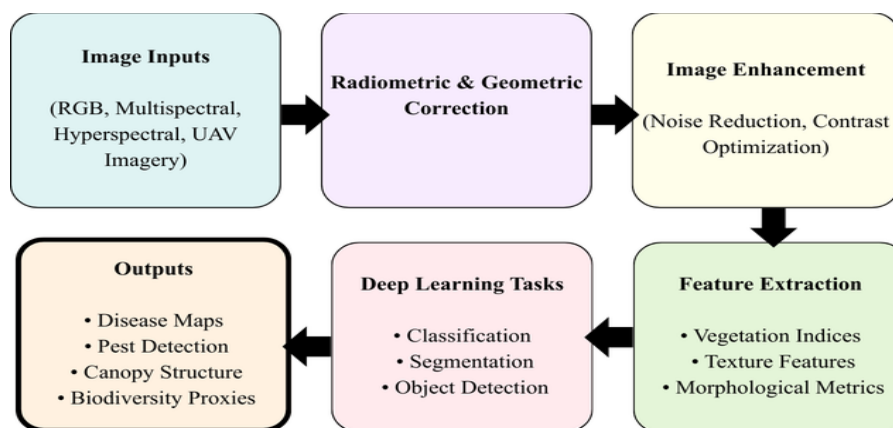 Image Inputs
(RGB, Multispectral,
Hyperspectral, UAV
Imagery)
Radiometric & Geometric
Correction
Image Enhancement
(Noise Reduction, Contrast
Optimization)
Feature Extraction
• Vegetation Indices
• Texture Features
• Morphological Metrics
Deep Learning Tasks
• Classification
• Segmentation
• Object Detection
Outputs
• Disease Maps
• Pest Detection
• Canopy Structure
• Biodiversity Proxies